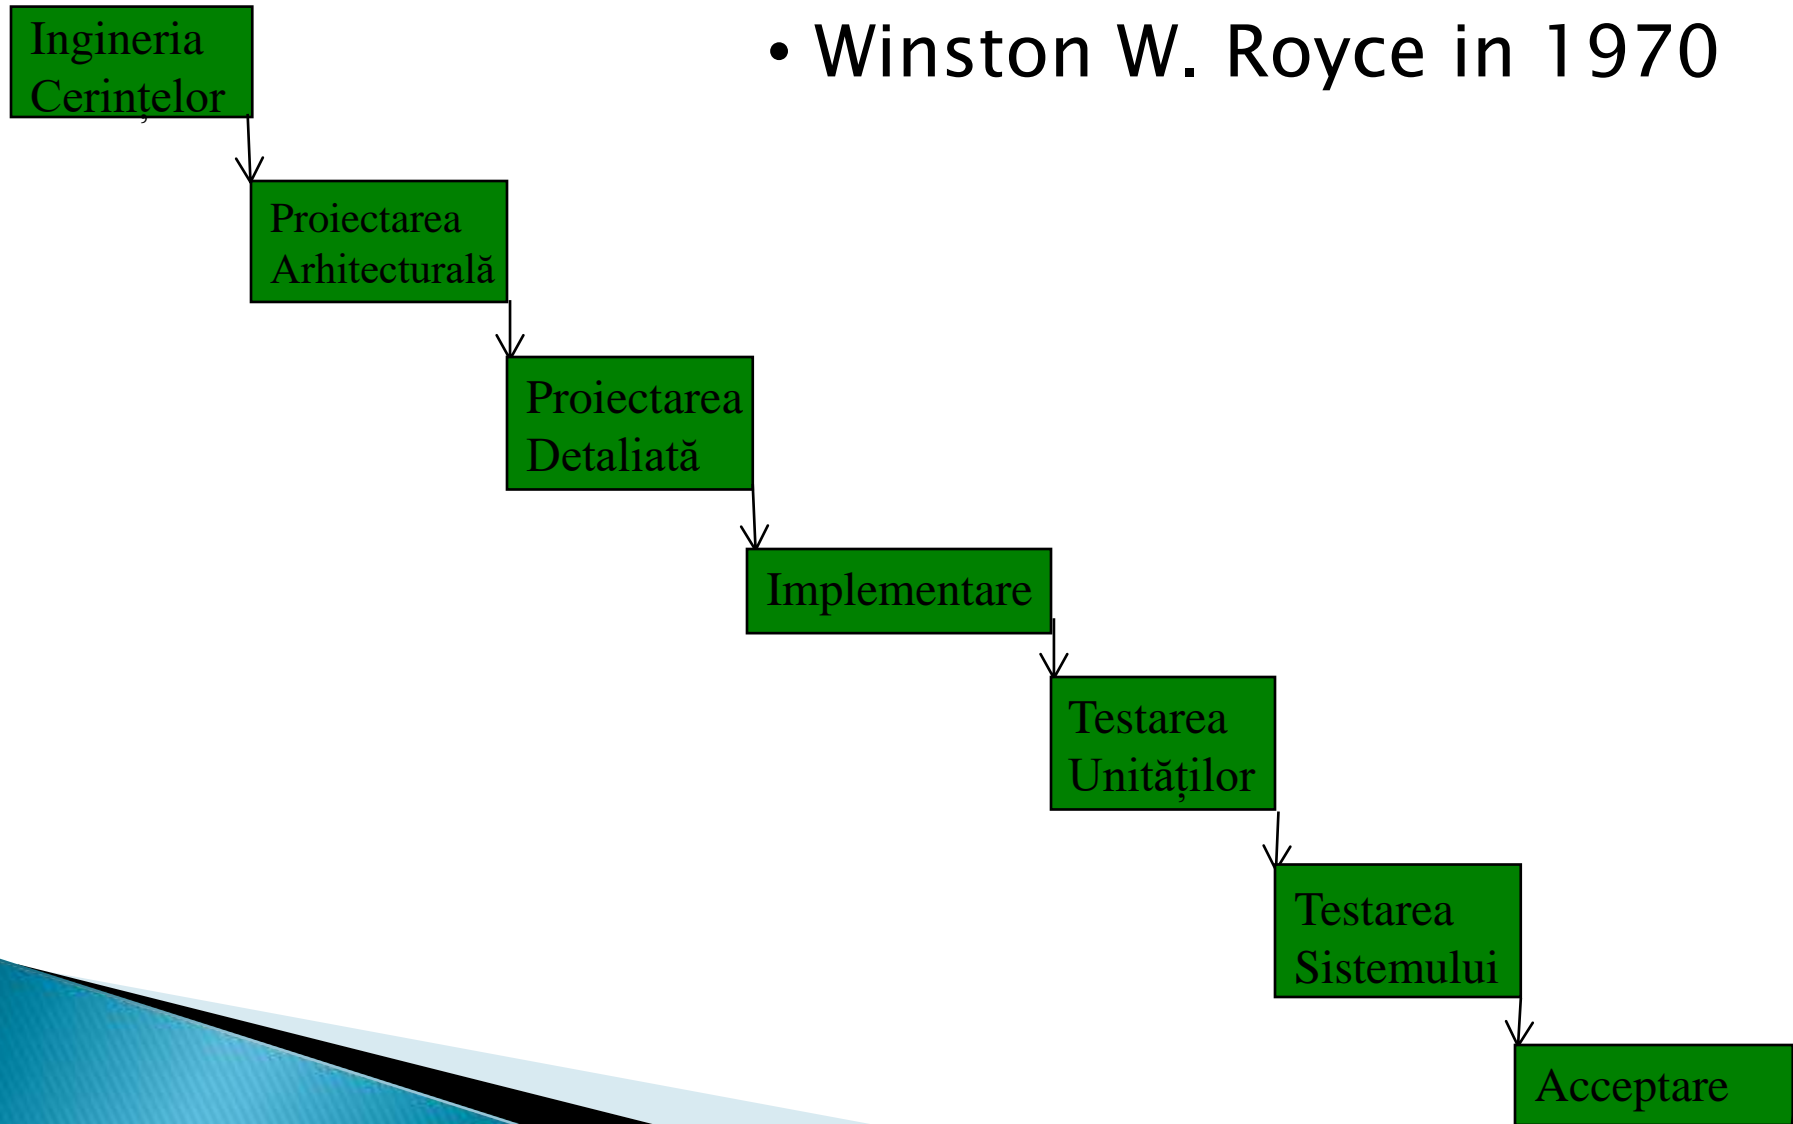 Ingineria
Cerințelor
• Winston W. Royce in 1970
Proiectarea
Arhitecturală
Proiectarea
Detaliată
Implementare
Testarea
Unităților
Testarea
Sistemului
Acceptare